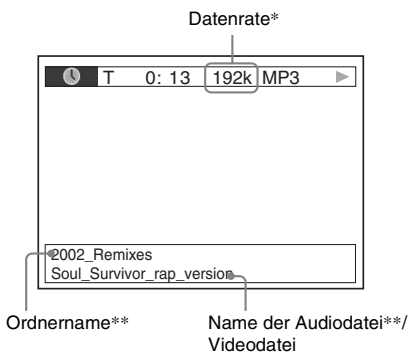 Datenrate*
T 0: 13 192k MP3
2002_Remixes
Soul_Survivor_rap_version
Ordnername**
Name der Audiodatei**/
Videodatei